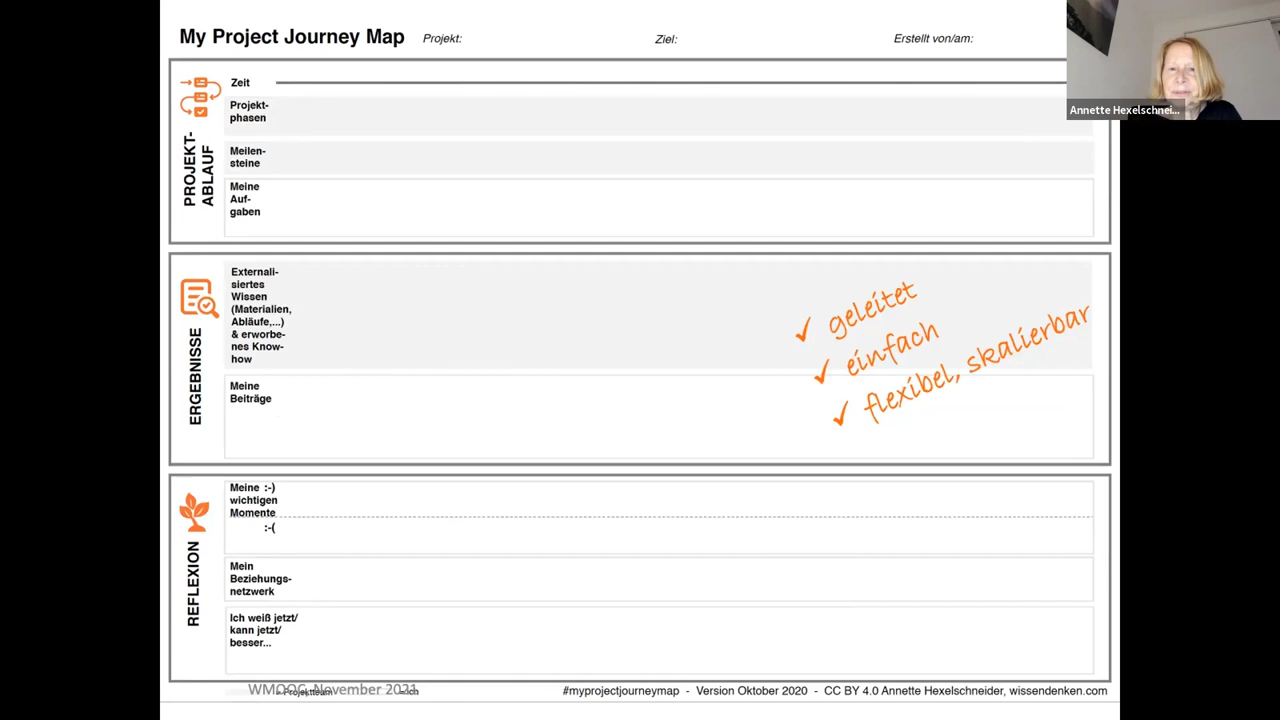 My Project Journey Map Projekt: Ziel: Erstellt von/am:
Annette Hexelschnei...
PROJEKT-
ABLAUF
Zeit
Projekt-
phasen
Meilen-
steine
Meine
Auf-
gaben
ERGEBNISSE
Externali-
siertes
Wissen
(Materialien,
Abläufe,...)
& erworbe-
nes Know-
how
✓ geleitet
✓ einfach
✓ flexibel, skalierbar
Meine
Beiträge
REFLEXION
Meine :-)
wichtigen
Momente
:-(
Mein
Beziehungs-
netzwerk
Ich weiß jetzt/
kann jetzt/
besser...
WMOOC, November 2021
= Projektteam = ich
#myprojectjourneymap - Version Oktober 2020 - CC BY 4.0 Annette Hexelschneider, wissendenken.com